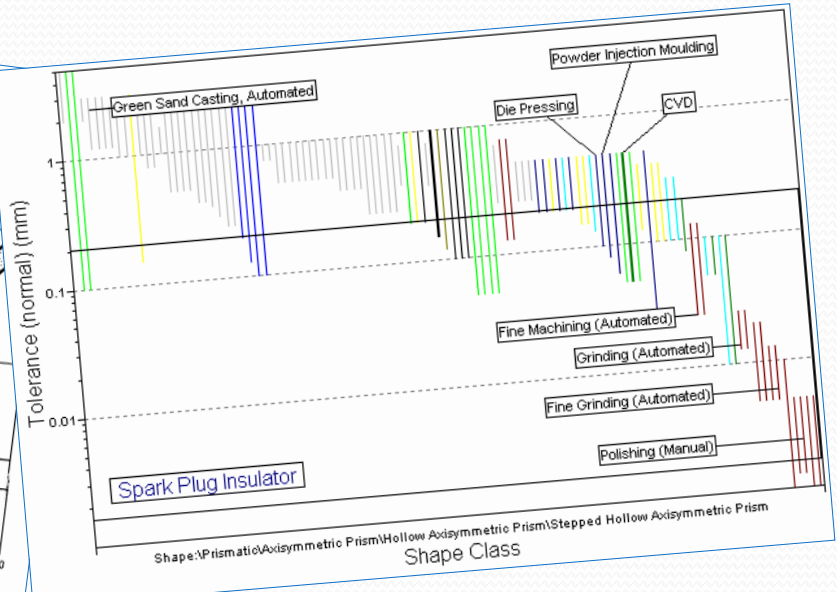 Powder Injection Moulding
Die Pressing
CVD
Green Sand Casting, Automated
1
0.1
0.01
Tolerance (normal) (mm)
Fine Machining (Automated)
Grinding (Automated)
Fine Grinding (Automated)
Polishing (Manual)
Spark Plug Insulator
Shape:\Prismatic\Axisymmetric Prism\Hollow Axisymmetric Prism\Stepped Hollow Axisymmetric Prism
Shape Class